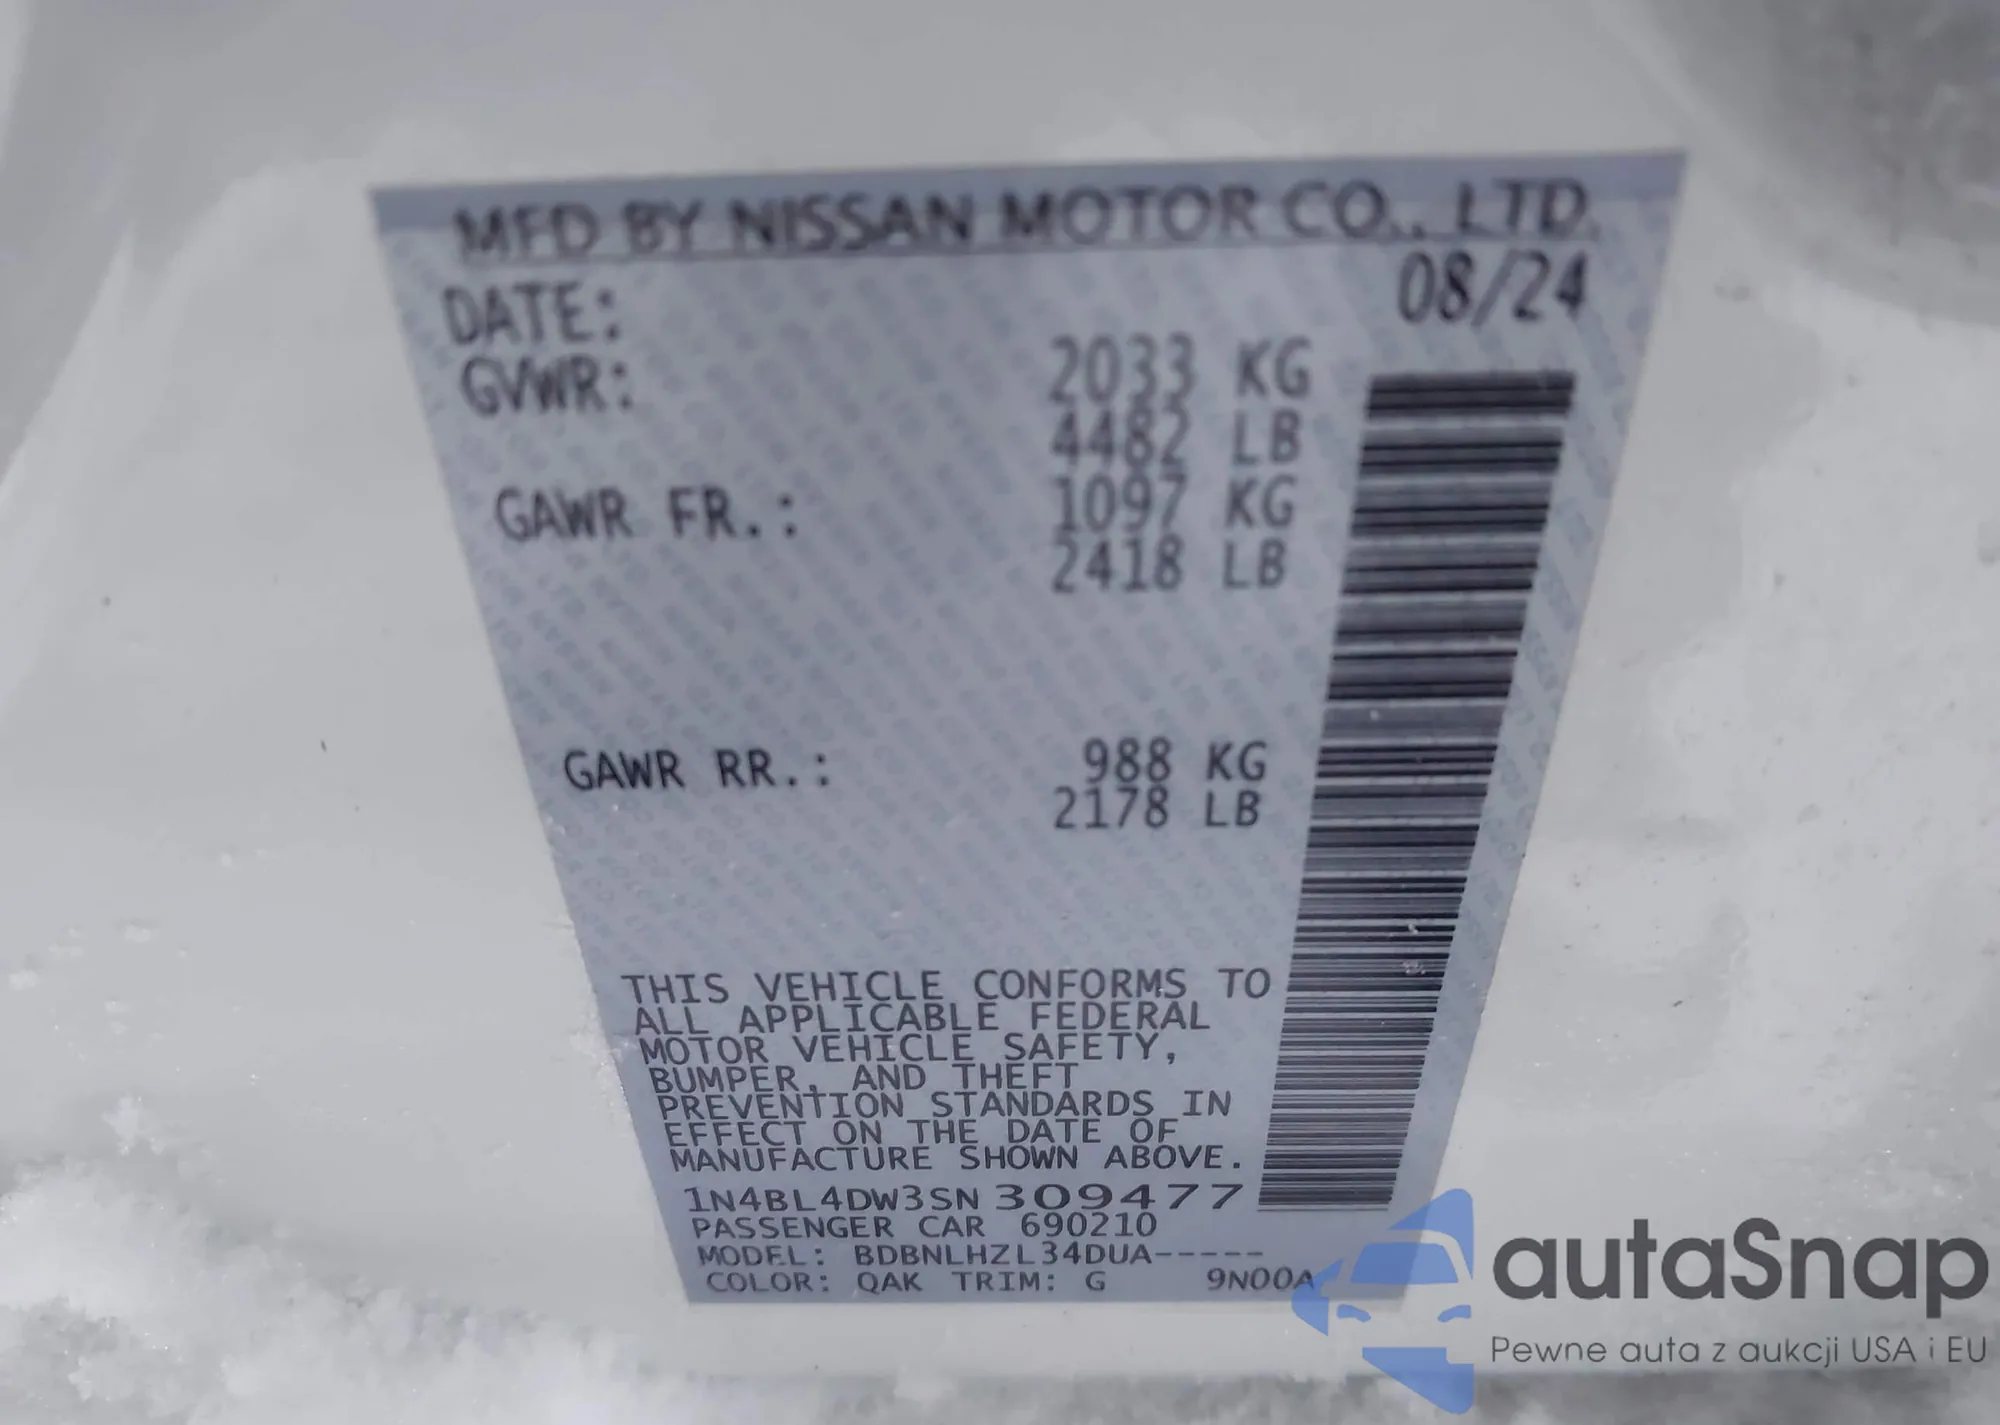 MFD BY NISSAN MOTOR CO., LTD.
DATE: 08/24
GVWR: 2033 KG
4482 LB
GAWR FR.: 1097 KG
2418 LB
GAWR RR.: 988 KG
2178 LB
THIS VEHICLE CONFORMS TO
ALL APPLICABLE FEDERAL
MOTOR VEHICLE SAFETY,
BUMPER, AND THEFT
PREVENTION STANDARDS IN
EFFECT ON THE DATE OF
MANUFACTURE SHOWN ABOVE.
1N4BL4DW3SN309477
PASSENGER CAR 690210
MODEL: BDBNLHZL34DUA-----
COLOR: QAK TRIM: G 9N00A
autaSnap
Pewne auta z aukcji USA i EU